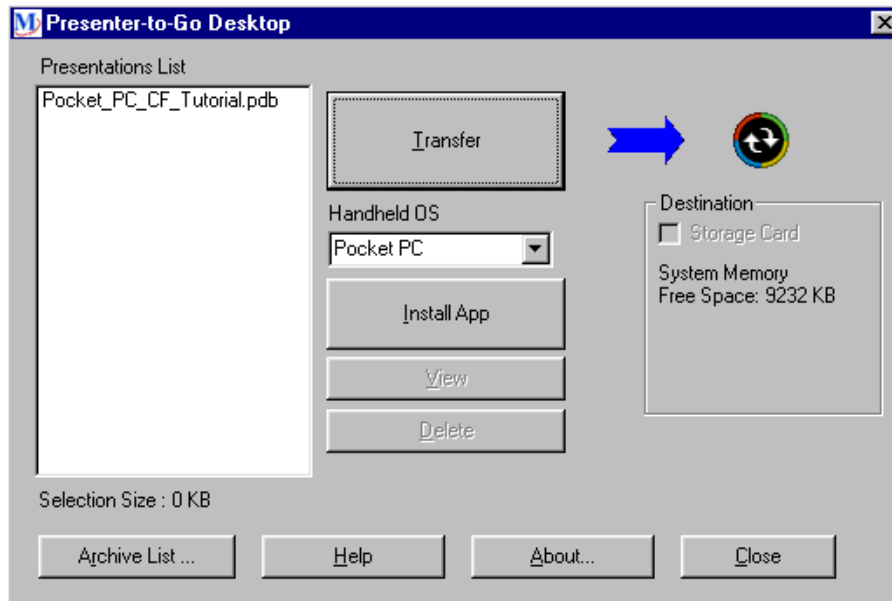 Presenter-to-Go Desktop
Presentations List
Pocket_PC_CF_Tutorial.pdb
Transfer
Handheld OS
Pocket PC
Install App
View
Delete
Destination
Storage Card
System Memory
Free Space: 9232 KB
Selection Size : 0 KB
Archive List ...
Help
About...
Close